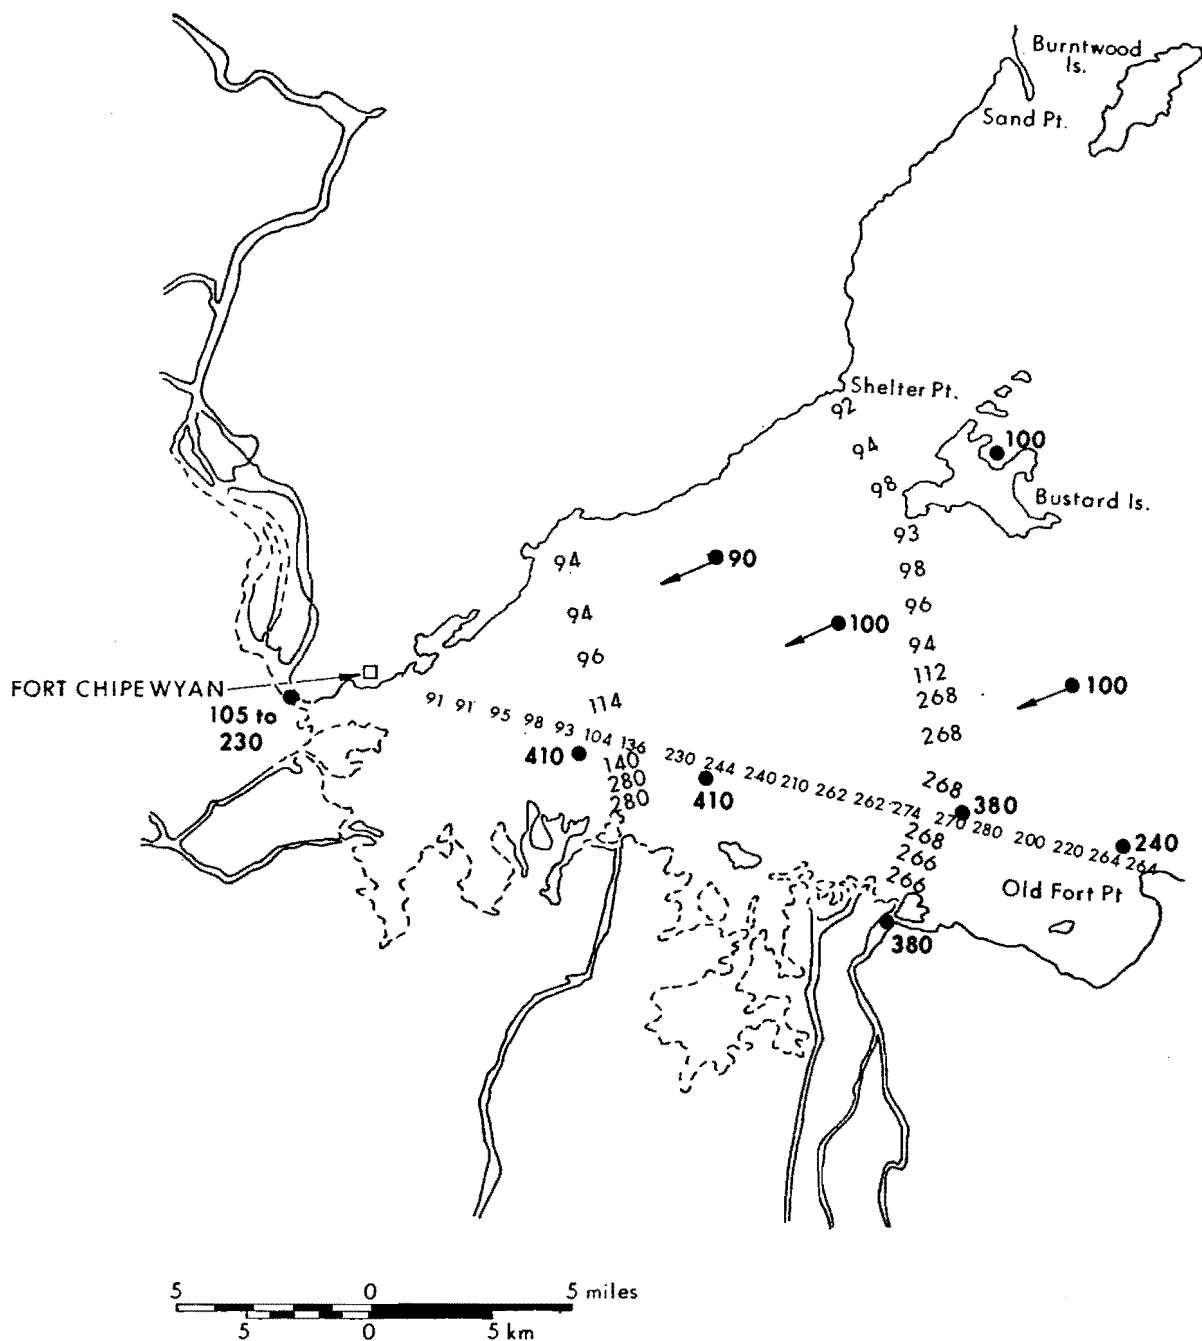 Burntwood
Is.
Sand Pt.
Shelter Pt.
92
94
98
100
Bustard Is.
93
98
96
94
112
268
268
268
268
266
266
94
94
96
114
140
280
280
90
100
100
FORT CHIPEWYAN
105 to
230
91 91 95 98 93 104 136 230 244 240 210 262 262 274 270 280 200 220 264 264
410
410
380
240
Old Fort Pt
380
5 0 5 miles
5 0 5 km